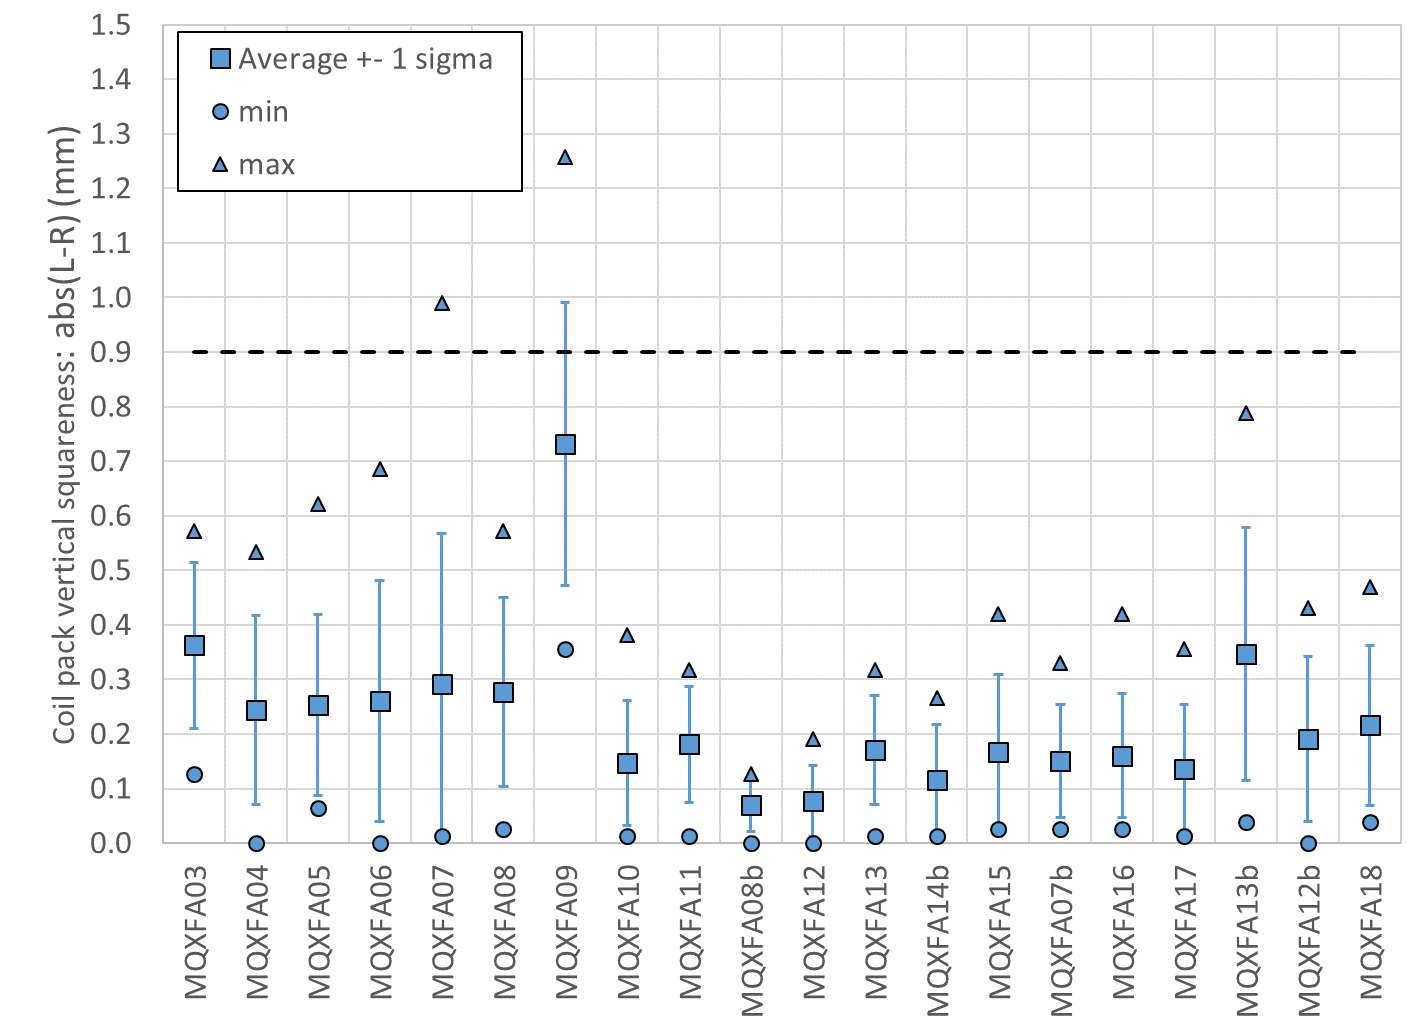 Coil pack vertical squareness: abs(L-R) (mm)
1.5
1.4
1.3
1.2
1.1
1.0
0.9
0.8
0.7
0.6
0.5
0.4
0.3
0.2
0.1
0.0
Average +- 1 sigma
min
max
MQXFA03
MQXFA04
MQXFA05
MQXFA06
MQXFA07
MQXFA08
MQXFA09
MQXFA10
MQXFA11
MQXFA08b
MQXFA12
MQXFA13
MQXFA14b
MQXFA15
MQXFA07b
MQXFA16
MQXFA17
MQXFA13b
MQXFA12b
MQXFA18